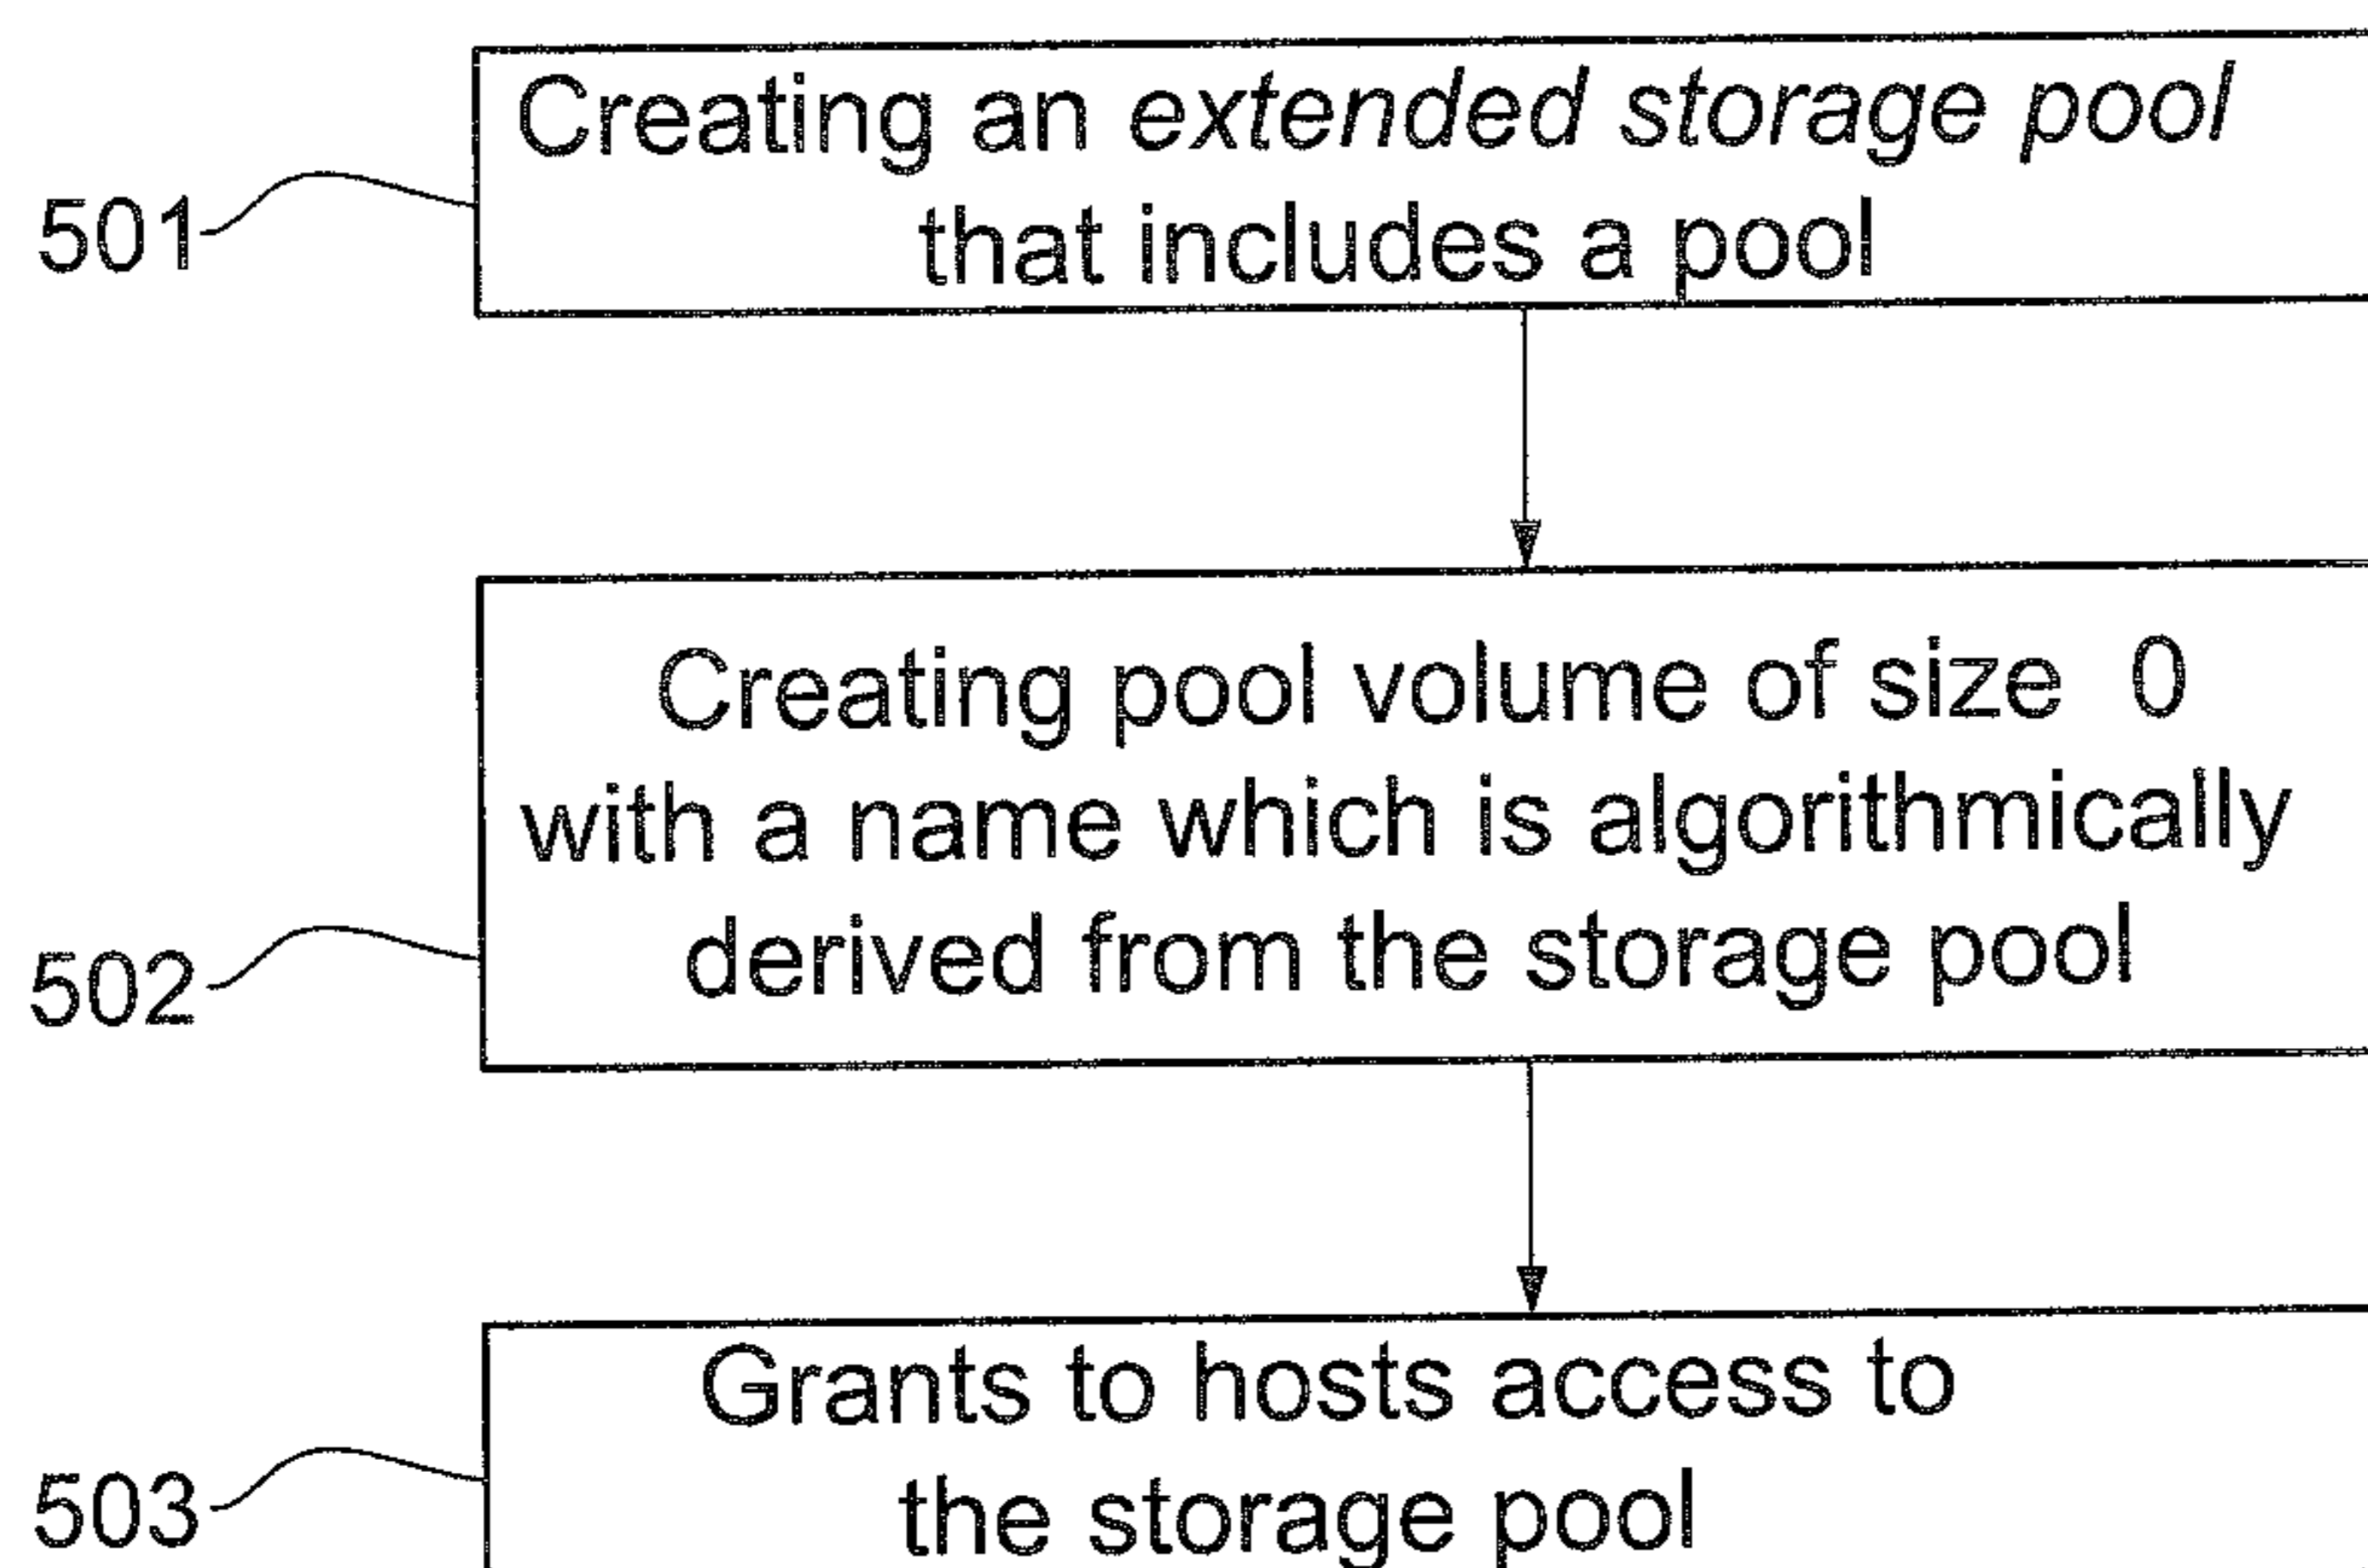 Creating an extended storage pool
501 that includes a pool
Creating pool volume of size 0
with a name which is algorithmically
502 derived from the storage pool
Grants to hosts access to
503 the storage pool